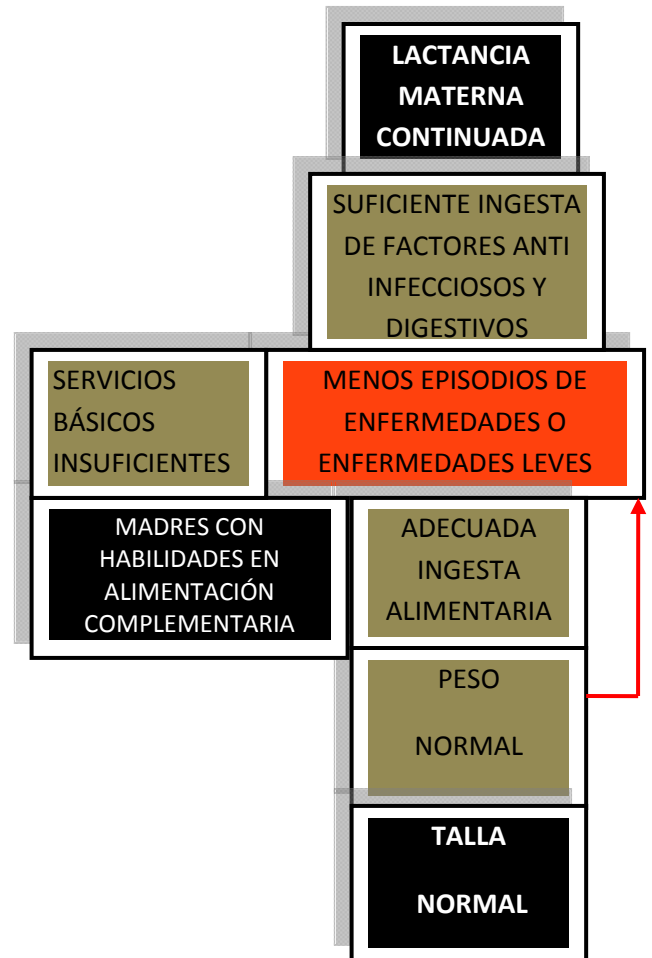 LACTANCIA
MATERNA
CONTINUADA
SUFICIENTE INGESTA
DE FACTORES ANTI
INFECCIOSOS Y
DIGESTIVOS
SERVICIOS
BÁSICOS
INSUFICIENTES
MENOS EPISODIOS DE
ENFERMEDADES O
ENFERMEDADES LEVES
MADRES CON
HABILIDADES EN
ALIMENTACIÓN
COMPLEMENTARIA
ADECUADA
INGESTA
ALIMENTARIA
PESO
NORMAL
TALLA
NORMAL